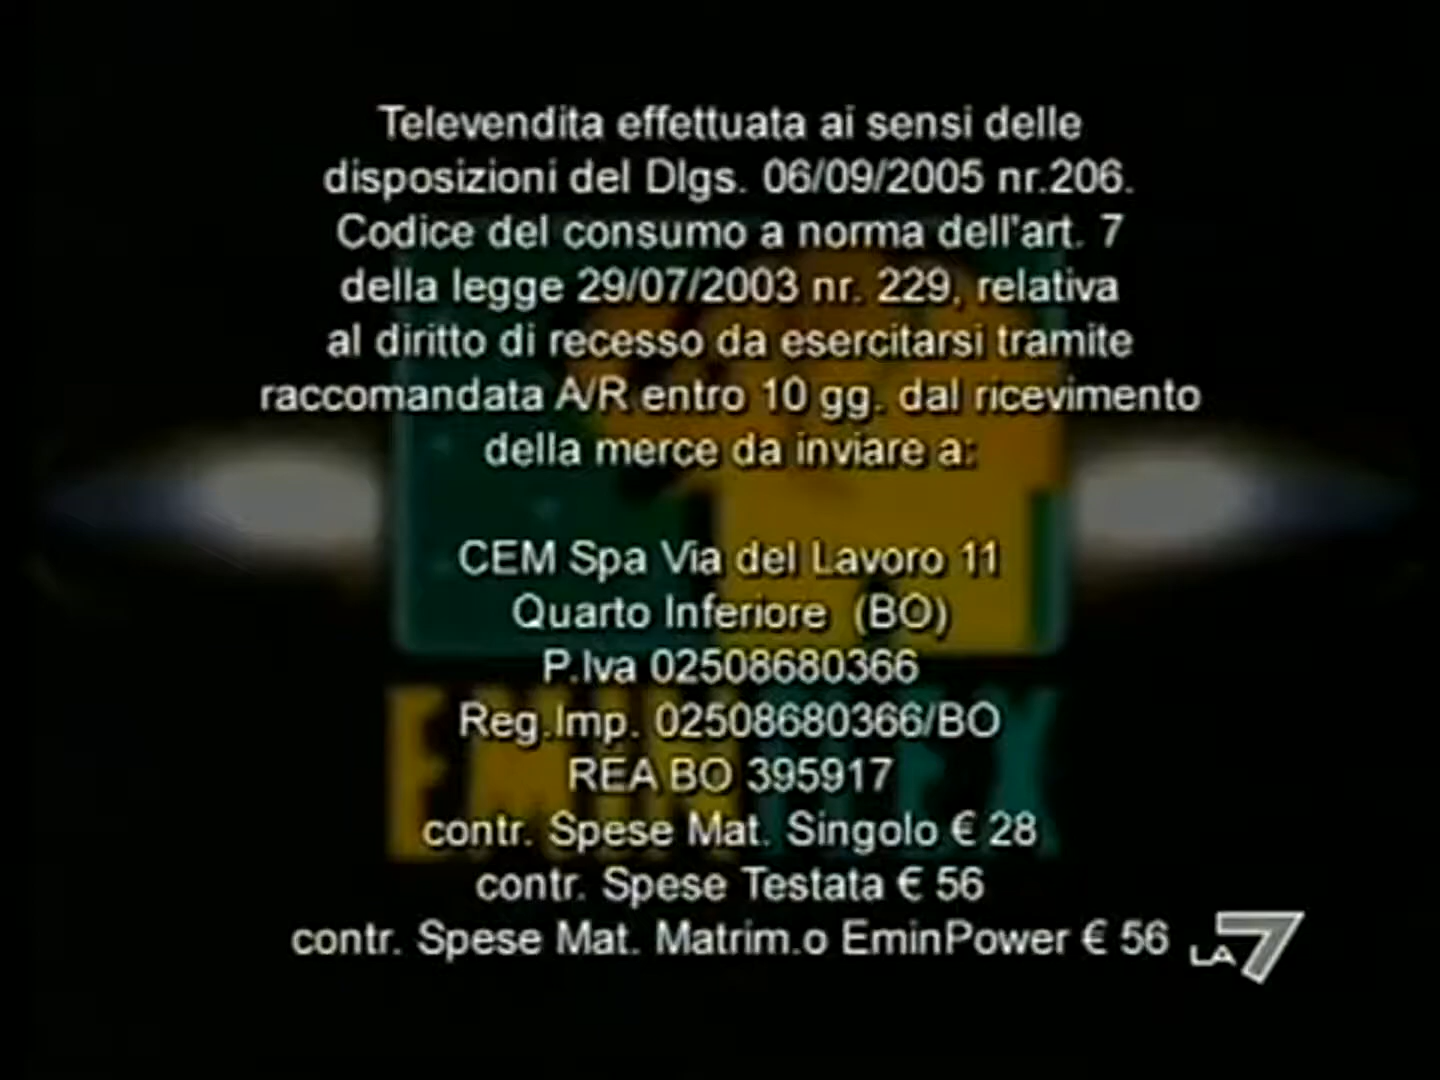 Televendita effettuata ai sensi delle
disposizioni del Dlgs. 06/09/2005 nr.206.
Codice del consumo a norma dell'art. 7
della legge 29/07/2003 nr. 229, relativa
al diritto di recesso da esercitarsi tramite
raccomandata A/R entro 10 gg. dal ricevimento
della merce da inviare a:
CEM Spa Via del Lavoro 11
Quarto Inferiore (BO)
P.Iva 02508680366
Reg.Imp. 02508680366/BO
REA BO 395917
contr. Spese Mat. Singolo € 28
contr. Spese Testata € 56
contr. Spese Mat. Matrim.o EminPower € 56
LA7
EMINFLEX